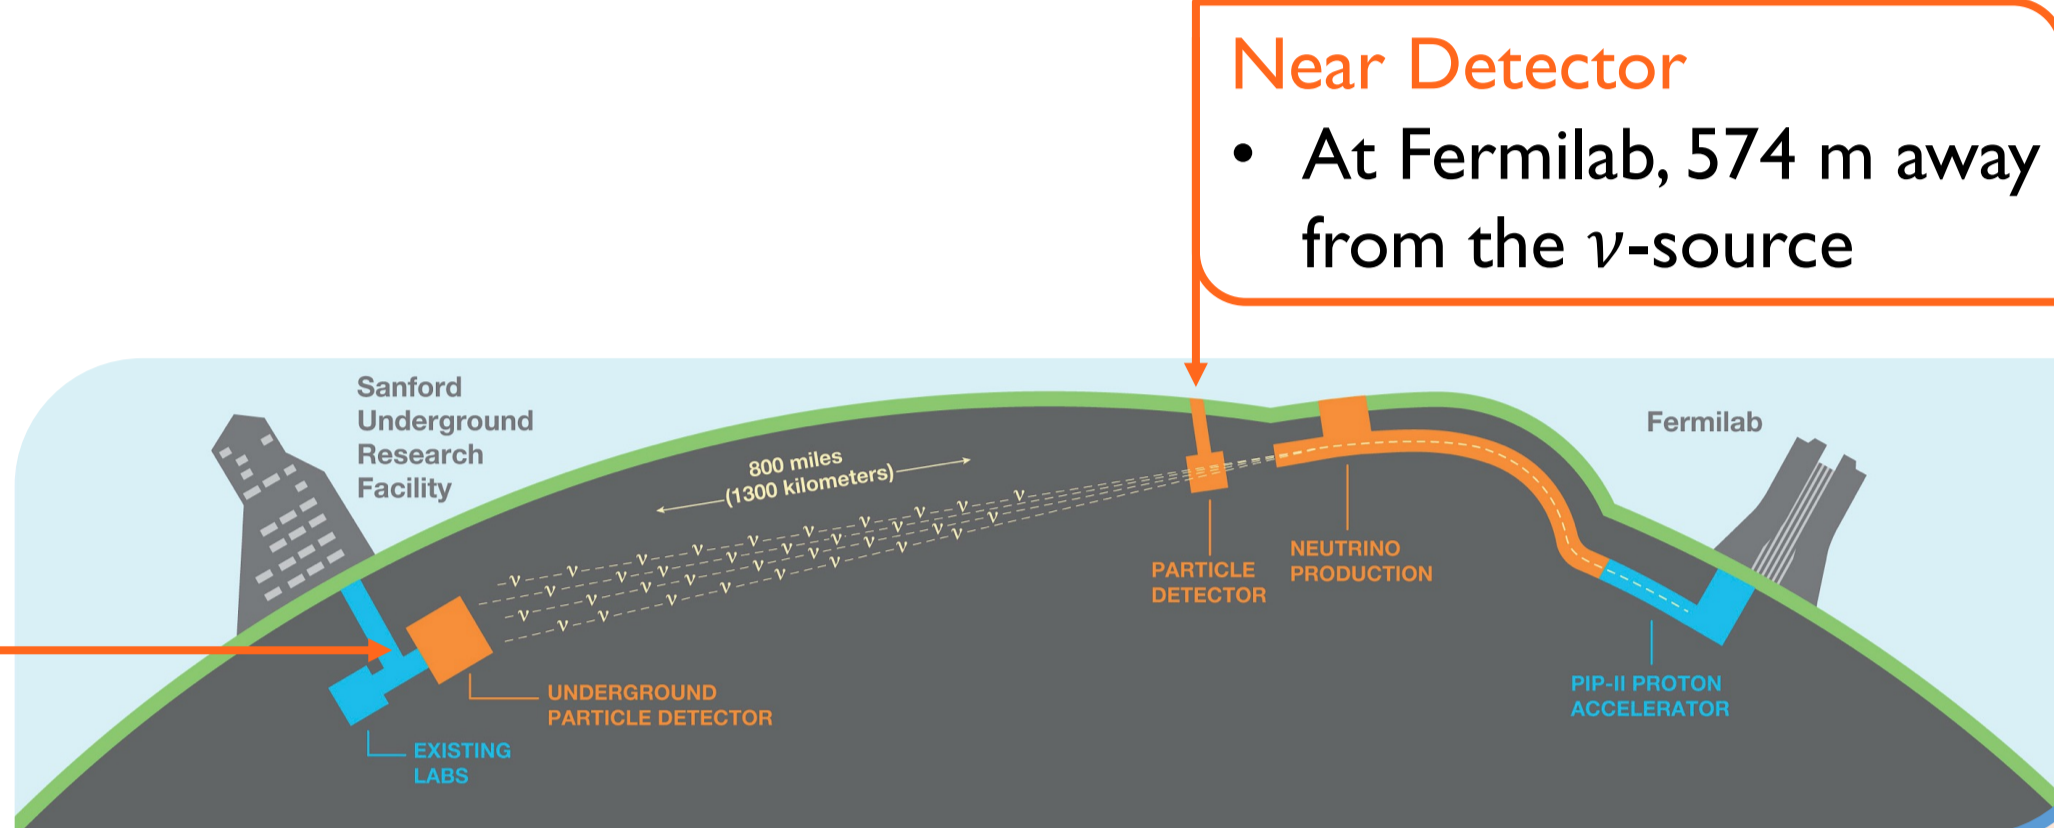 Near Detector
• At Fermilab, 574 m away
from the ν-source
Sanford
Underground
Research
Facility
Fermilab
800 miles
(1300 kilometers)
ν ν ν ν ν ν ν ν ν ν
ν ν ν ν ν ν ν ν
ν ν ν ν ν ν ν
ν ν ν ν ν ν ν
PARTICLE
DETECTOR
NEUTRINO
PRODUCTION
UNDERGROUND
PARTICLE DETECTOR
EXISTING
LABS
PIP-II PROTON
ACCELERATOR